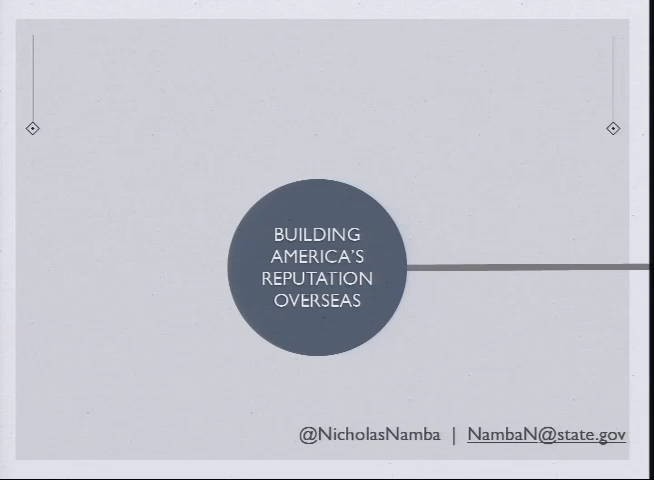 BUILDING
AMERICA'S
REPUTATION
OVERSEAS
@NicholasNamba | NambaN@state.gov